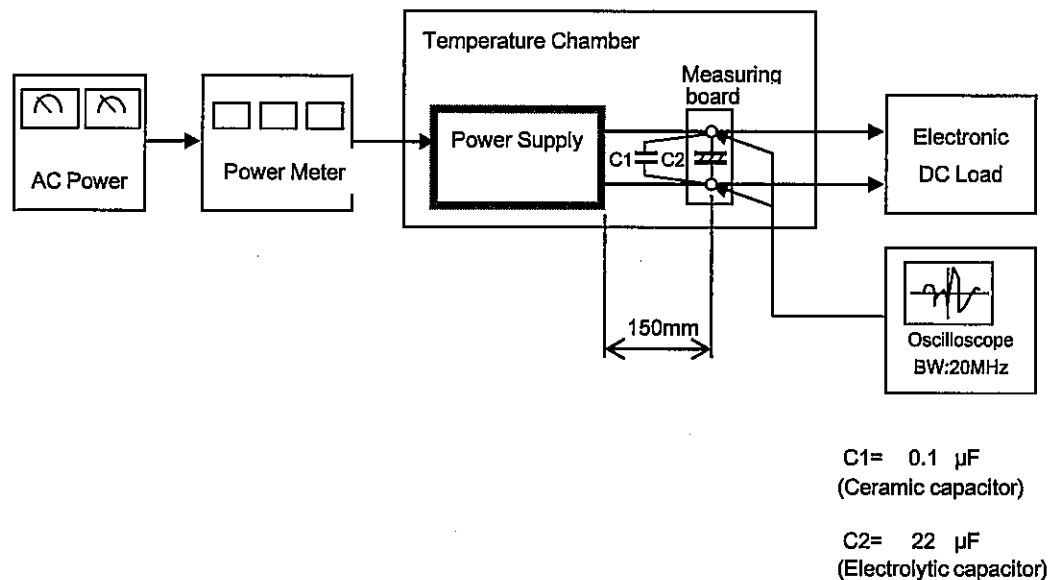 Temperature Chamber
Measuring
board
Power Supply
C1
C2
AC Power
Power Meter
Electronic
DC Load
150mm
Oscilloscope
BW:20MHz
C1= 0.1 µF
(Ceramic capacitor)
C2= 22 µF
(Electrolytic capacitor)